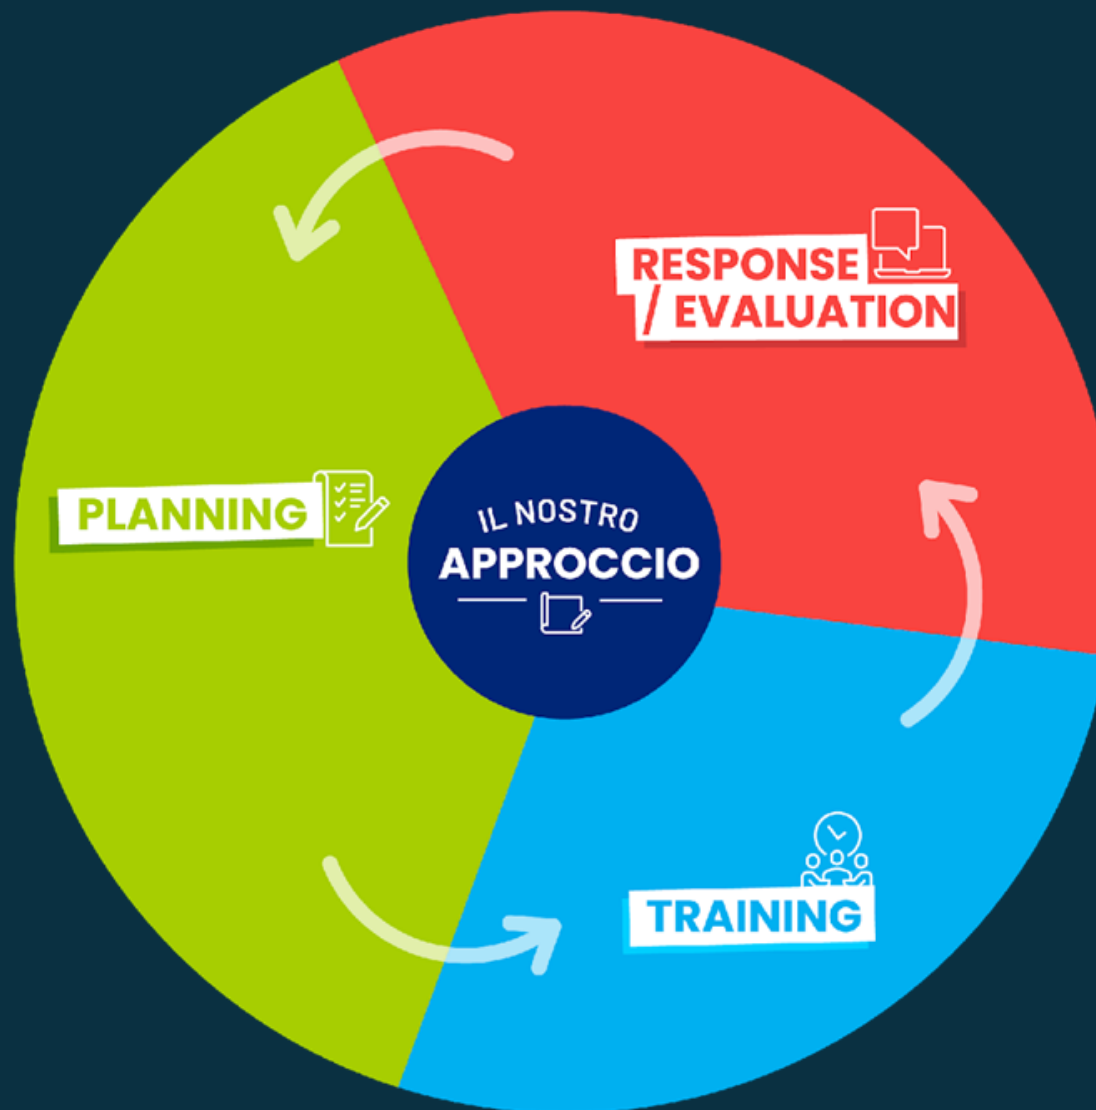 RESPONSE
/ EVALUATION
PLANNING
IL NOSTRO
APPROCCIO
TRAINING